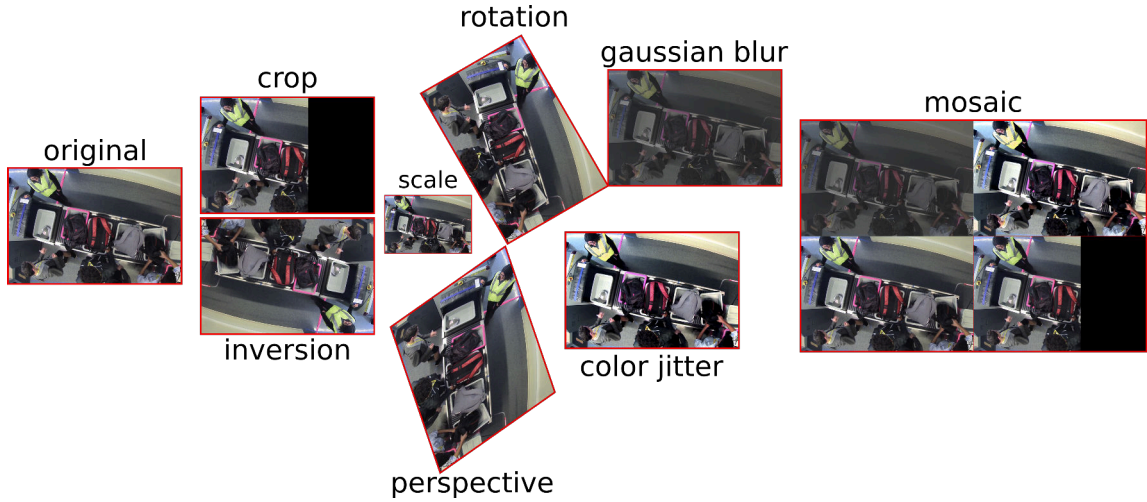 original
crop
inversion
rotation
scale
perspective
gaussian blur
color jitter
mosaic